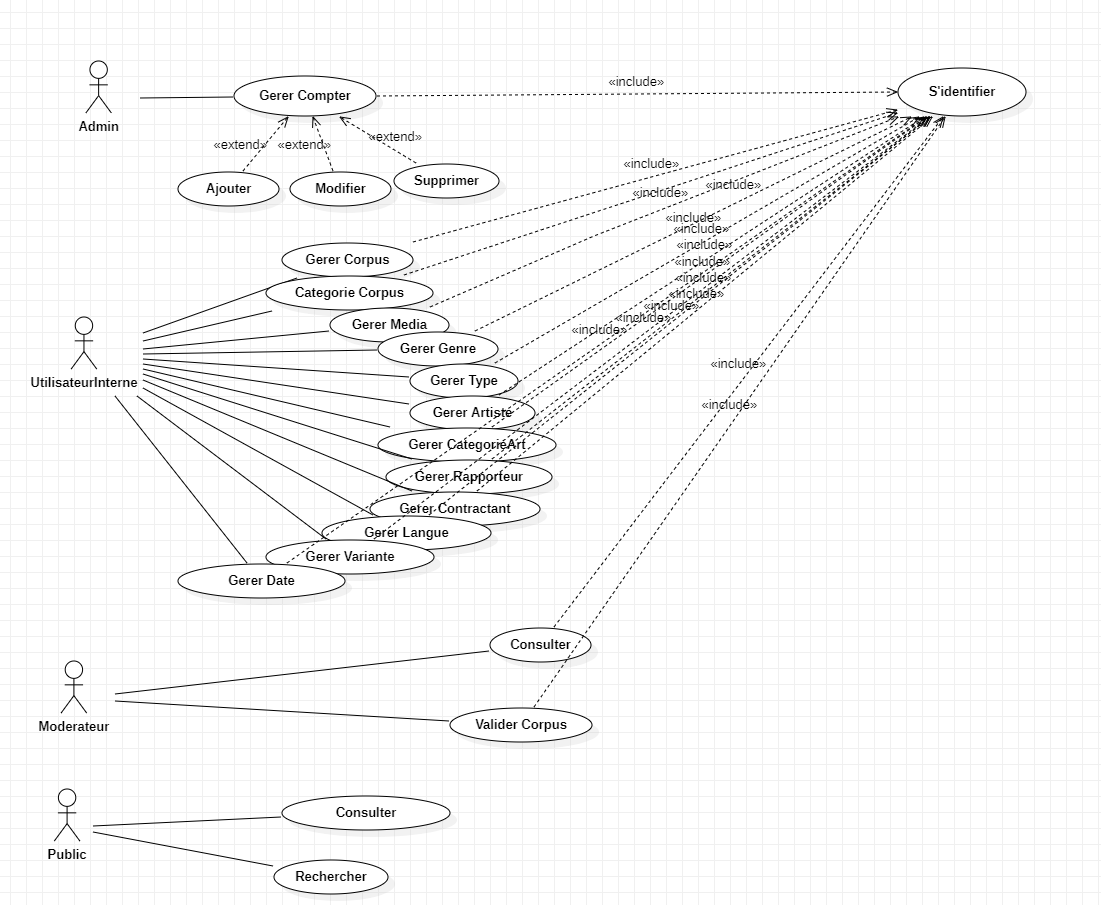 «include»
S'identifier
Gerer Compter
Admin
«extend»
«extend»
«extend»
Ajouter
Modifier
Supprimer
«include»
«include»
«include»
«include»
«include»
«include»
«include»
«include»
«include»
«include»
«include»
«include»
Gerer Corpus
Categorie Corpus
Gerer Media
Gerer Genre
Gerer Type
Gerer Artiste
Gerer CategorieArt
Gerer Rapporteur
Gerer Contractant
Gerer Langue
Gerer Variante
Gerer Date
UtilisateurInterne
«include»
«include»
Consulter
Valider Corpus
Moderateur
Consulter
Public
Rechercher